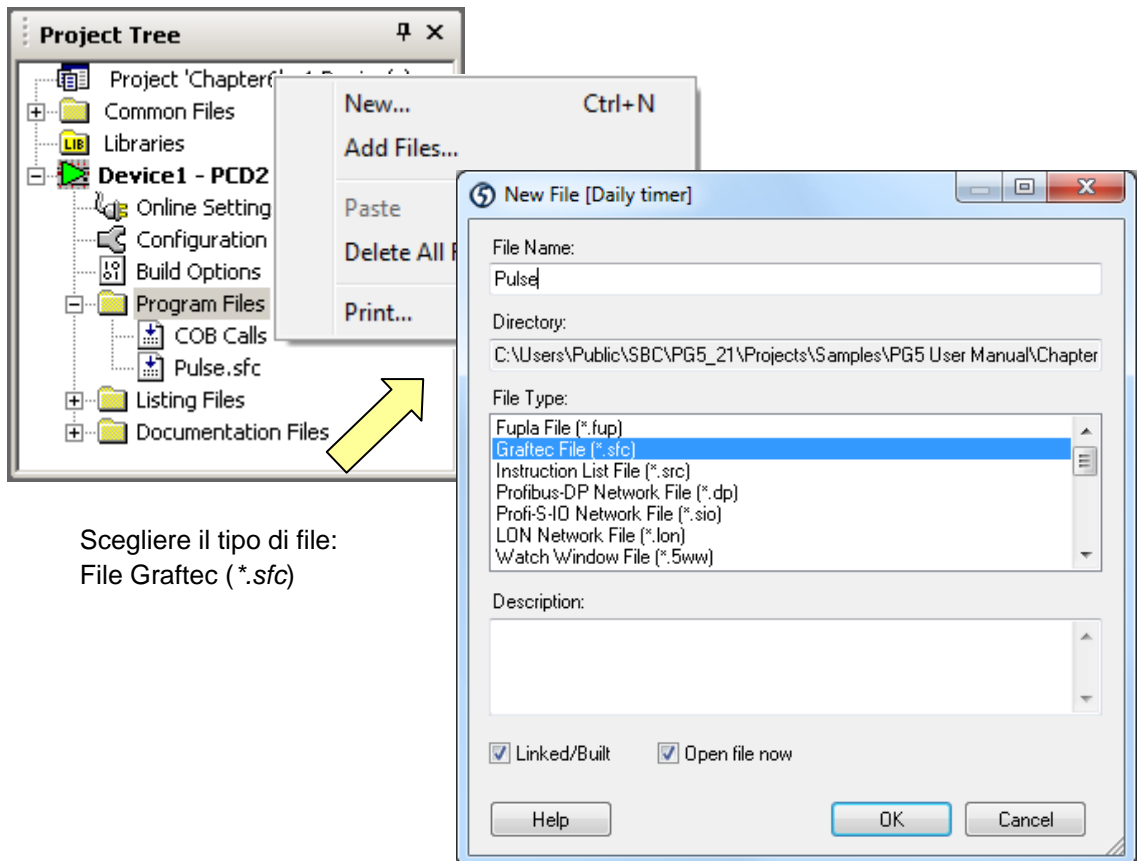 Project Tree
Project 'Chapter
Common Files
LIB Libraries
Device1 - PCD2
Online Setting
Configuration
Build Options
Program Files
COB Calls
Pulse.sfc
Listing Files
Documentation Files
New... Ctrl+N
Add Files...
Paste
Delete All
Print...
Scegliere il tipo di file:
File Graftec (*.sfc)
New File [Daily timer]
File Name:
Pulse
Directory:
C:\Users\Public\SBC\PG5_21\Projects\Samples\PG5 User Manual\Chapter
File Type:
Fupla File (*.fup)
Graftec File (*.sfc)
Instruction List File (*.src)
Profibus-DP Network File (*.dp)
Profi-S-IO Network File (*.sio)
LON Network File (*.lon)
Watch Window File (*.5ww)
Description:
Linked/Built Open file now
Help OK Cancel